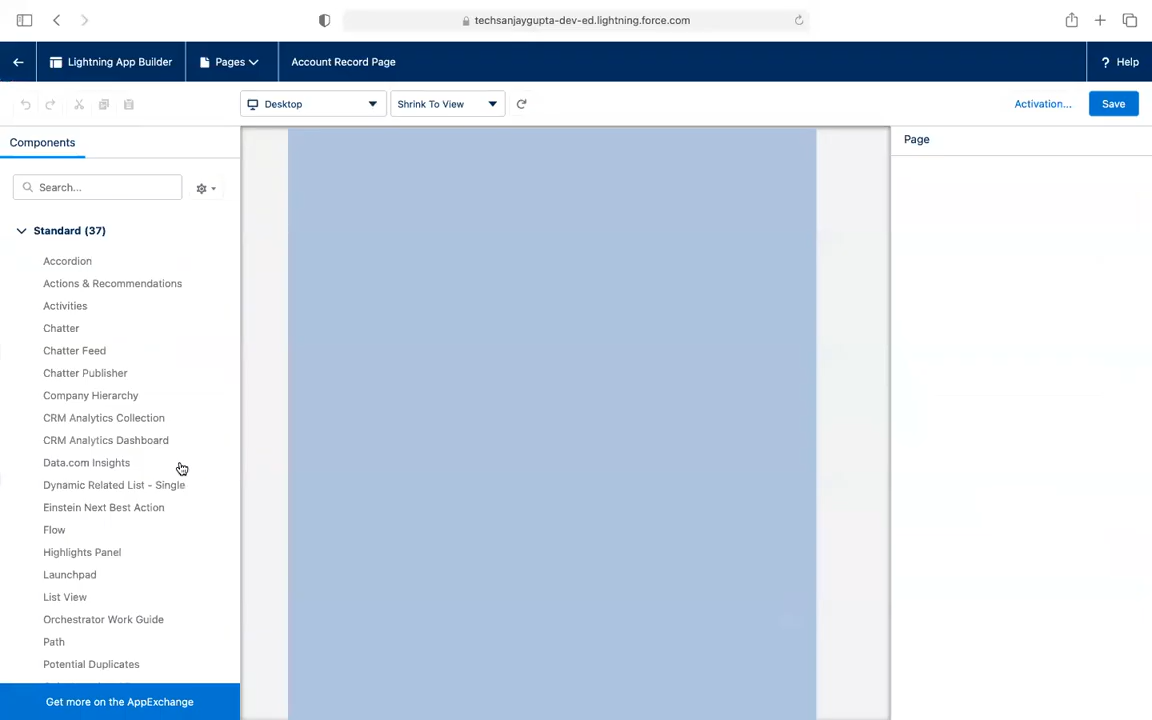 techsanjaygupta-dev-ed.lightning.force.com
Lightning App Builder
Pages
Account Record Page
? Help
Desktop
Shrink To View
Activation...
Save
Components
Page
Search...
Standard (37)
Accordion
Actions & Recommendations
Activities
Chatter
Chatter Feed
Chatter Publisher
Company Hierarchy
CRM Analytics Collection
CRM Analytics Dashboard
Data.com Insights
Dynamic Related List - Single
Einstein Next Best Action
Flow
Highlights Panel
Launchpad
List View
Orchestrator Work Guide
Path
Potential Duplicates
Get more on the AppExchange